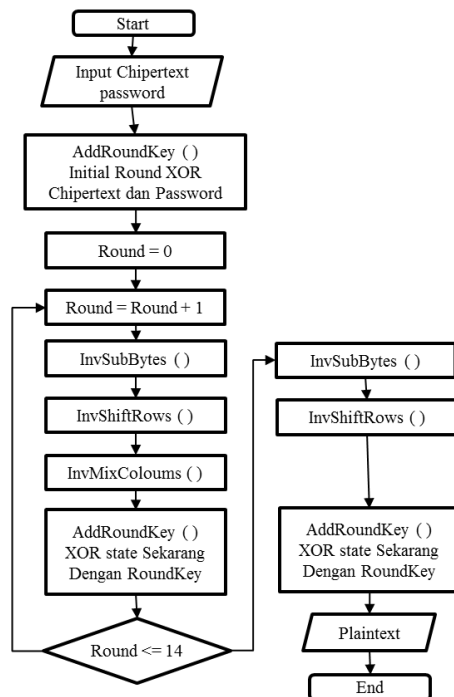 Start
Input Chipertext
password
AddRoundKey ( )
Initial Round XOR
Chipertext dan Password
Round = 0
Round = Round + 1
InvSubBytes ( )
InvShiftRows ( )
InvMixColoums ( )
AddRoundKey ( )
XOR state Sekarang
Dengan RoundKey
Round <= 14
InvSubBytes ( )
InvShiftRows ( )
AddRoundKey ( )
XOR state Sekarang
Dengan RoundKey
Plaintext
End